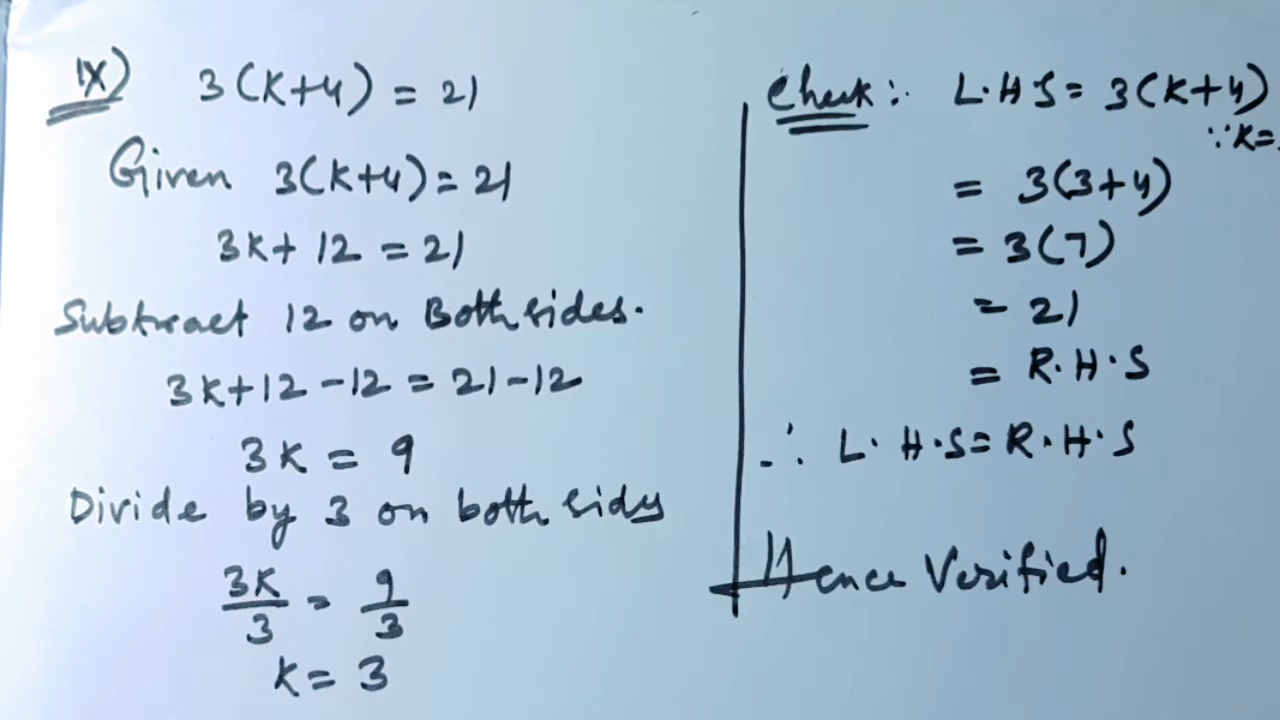 IX) 3(K+4) = 21
Given 3(K+4) = 21
3K + 12 = 21
Subtract 12 on Both sides.
3K+12-12 = 21-12
3K = 9
Divide by 3 on both sides
3K/3 = 9/3
K = 3
Check: L.H.S = 3(K+4)
∵ K=
= 3(3+4)
= 3(7)
= 21
= R.H.S
∴ L.H.S = R.H.S
Hence Verified.